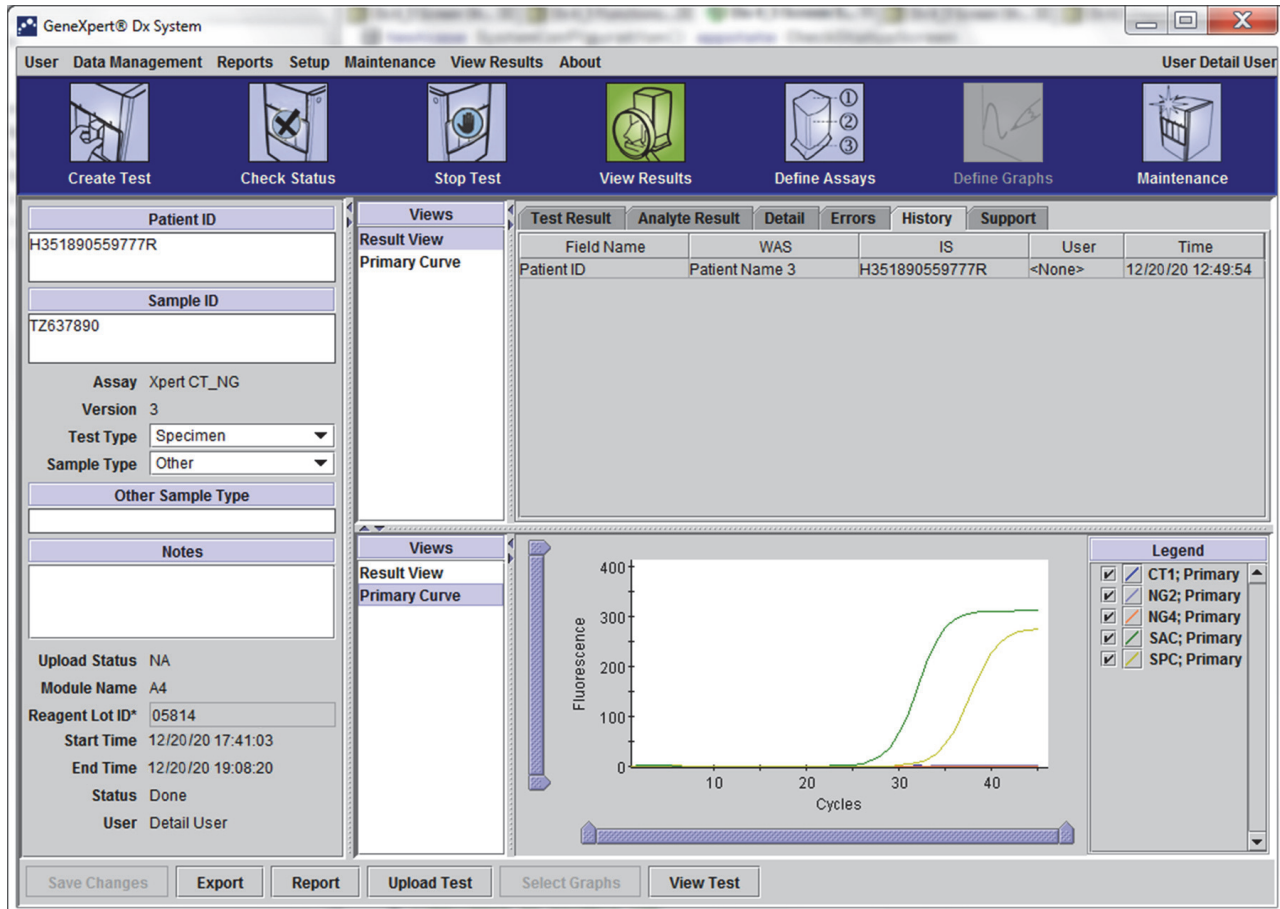 GeneXpert® Dx System
User Data Management Reports Setup Maintenance View Results About User Detail User
Create Test Check Status Stop Test View Results Define Assays Define Graphs Maintenance
Patient ID
H351890559777R
Sample ID
TZ637890
Assay Xpert CT_NG
Version 3
Test Type Specimen
Sample Type Other
Other Sample Type
Notes
Upload Status NA
Module Name A4
Reagent Lot ID* 05814
Start Time 12/20/20 17:41:03
End Time 12/20/20 19:08:20
Status Done
User Detail User
Views
Result View
Primary Curve
Test Result Analyte Result Detail Errors History Support
Field Name WAS IS User Time
Patient ID Patient Name 3 H351890559777R <None> 12/20/20 12:49:54
Views
Result View
Primary Curve
Fluorescence
400
300
200
100
0
10 20 30 40
Cycles
Legend
CT1; Primary
NG2; Primary
NG4; Primary
SAC; Primary
SPC; Primary
Save Changes Export Report Upload Test Select Graphs View Test